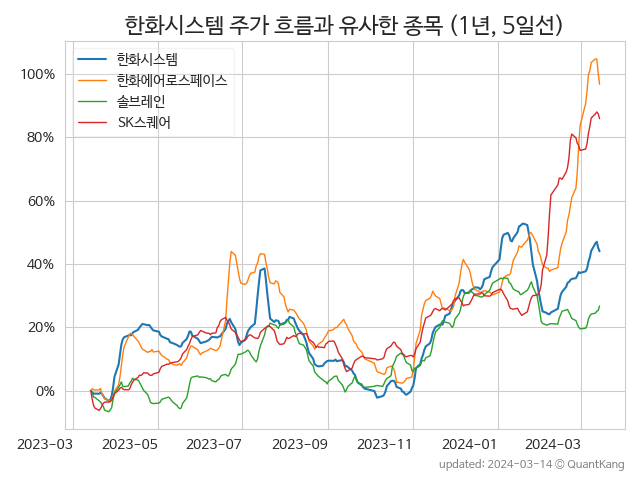 한화시스템 주가 흐름과 유사한 종목 (1년, 5일선)
한화시스템
한화에어로스페이스
솔브레인
SK스퀘어
100%
80%
60%
40%
20%
0%
2023-03 2023-05 2023-07 2023-09 2023-11 2024-01 2024-03
updated: 2024-03-14 © QuantKang